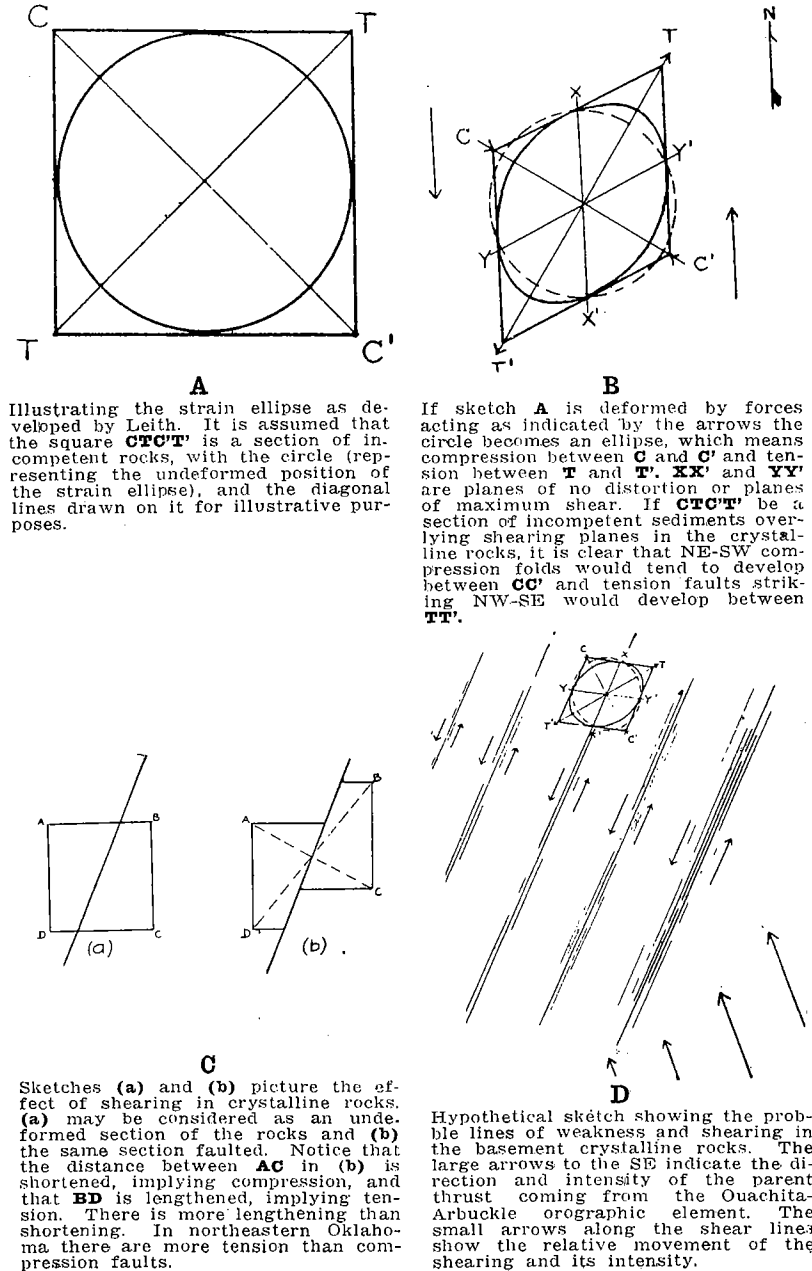 C T
T C'
A
Illustrating the strain ellipse as de-
veloped by Leith. It is assumed that
the square CTC'T' is a section of in-
competent rocks, with the circle (rep-
resenting the undeformed position of
the strain ellipse), and the diagonal
lines drawn on it for illustrative pur-
poses.
N
T
X
C
Y'
Y
C'
X'
T'
B
If sketch A is deformed by forces
acting as indicated by the arrows the
circle becomes an ellipse, which means
compression between C and C' and ten-
sion between T and T'. XX' and YY'
are planes of no distortion or planes
of maximum shear. If CTC'T' be a
section of incompetent sediments over-
lying shearing planes in the crystal-
line rocks, it is clear that NE-SW com-
pression folds would tend to develop
between CC' and tension faults strik-
ing NW-SE would develop between
TT'.
A B
D C
(a)
B
A
C
D
(b)
C
Sketches (a) and (b) picture the ef-
fect of shearing in crystalline rocks.
(a) may be considered as an unde-
formed section of the rocks and (b)
the same section faulted. Notice that
the distance between AC in (b) is
shortened, implying compression, and
that BD is lengthened, implying ten-
sion. There is more lengthening than
shortening. In northeastern Oklaho-
ma there are more tension than com-
pression faults.
C X
T
Y
Y'
T'
X' C'
D
Hypothetical sketch showing the prob-
ble lines of weakness and shearing in
the basement crystalline rocks. The
large arrows to the SE indicate the di-
rection and intensity of the parent
thrust coming from the Ouachita-
Arbuckle orographic element. The
small arrows along the shear lines
show the relative movement of the
shearing and its intensity.